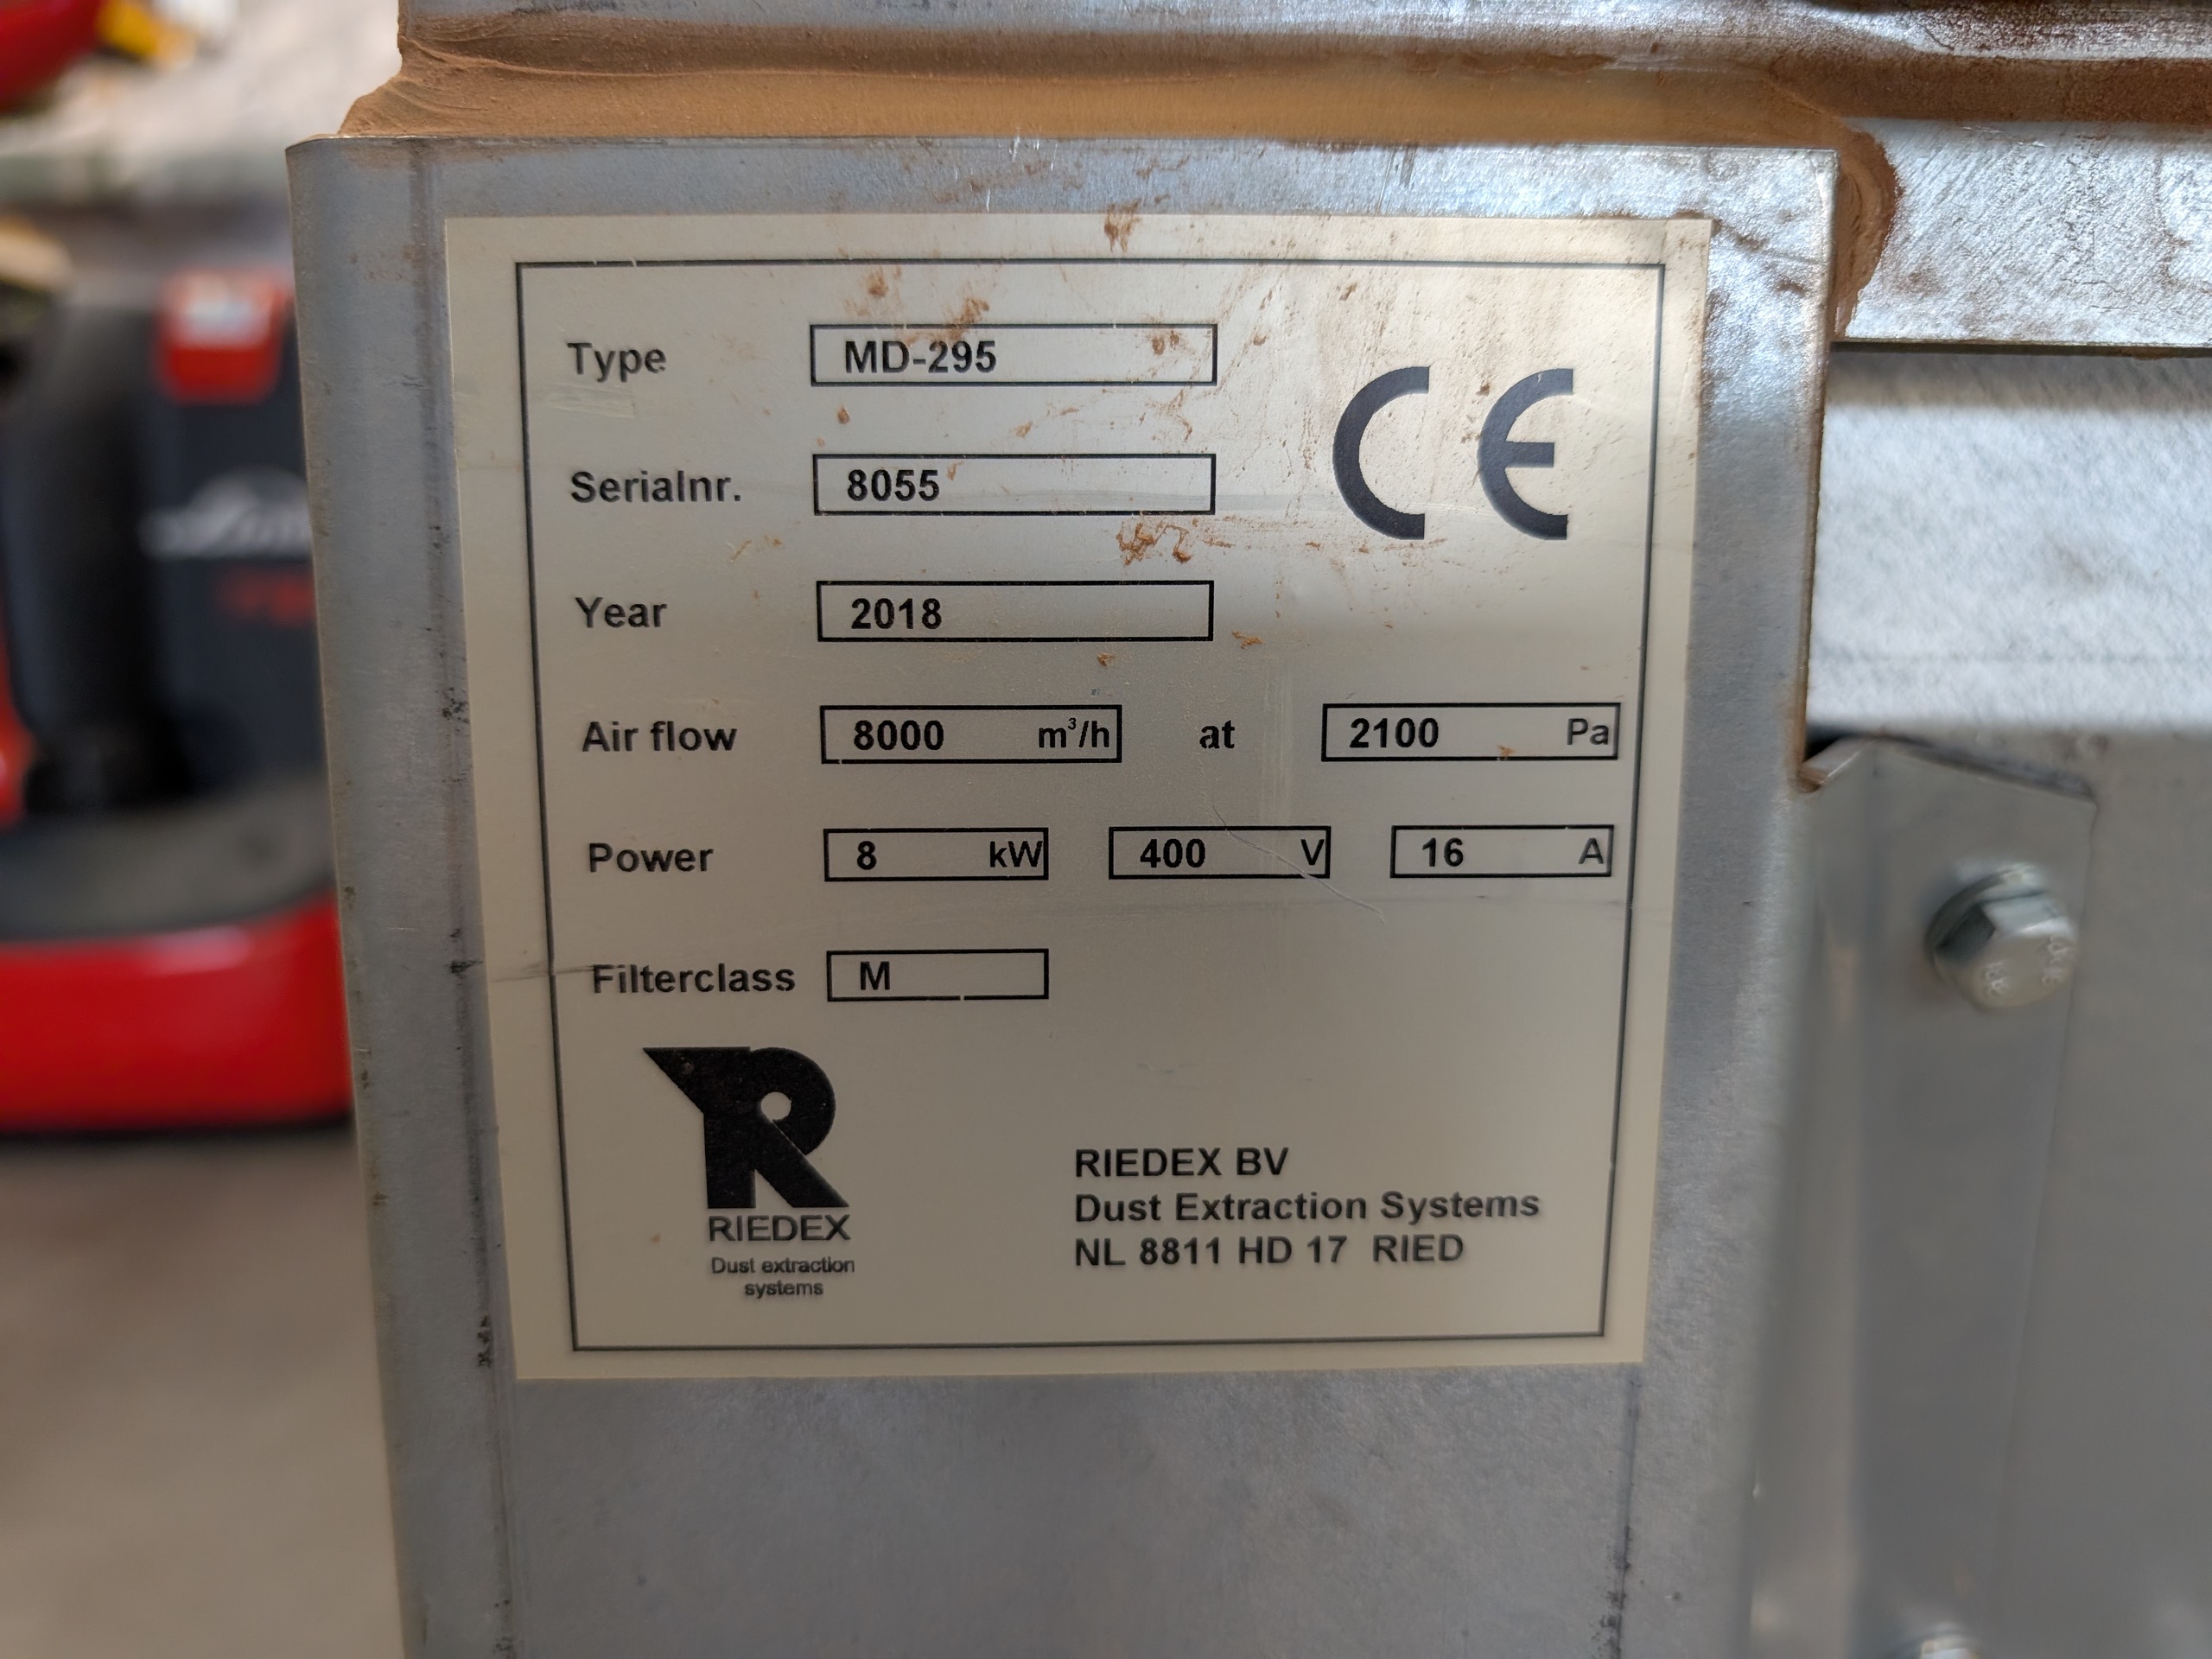 Type MD-295
CE
Serialnr. 8055
Year 2018
Air flow 8000 m³/h at 2100 Pa
Power 8 kW 400 V 16 A
Filterclass M
R
RIEDEX
Dust extraction
systems
RIEDEX BV
Dust Extraction Systems
NL 8811 HD 17 RIED